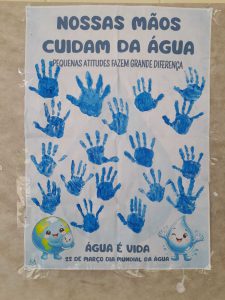 NOSSAS MÃOS
CUIDAM DA ÁGUA
PEQUENAS ATITUDES FAZEM GRANDE DIFERENÇA
ÁGUA É VIDA
22 DE MARÇO DIA MUNDIAL DA ÁGUA